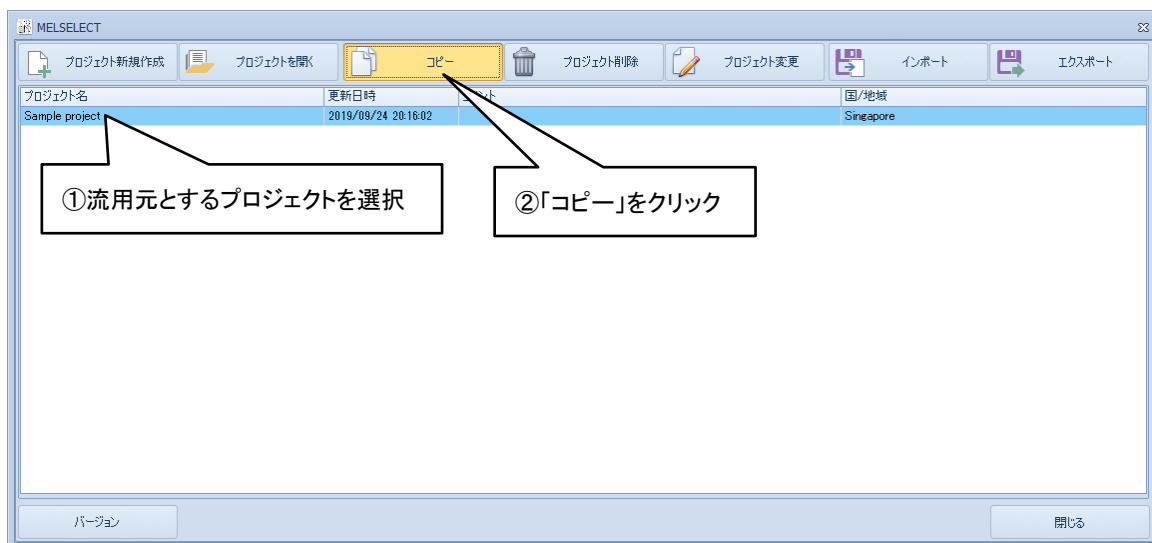 MELSELECT
プロジェクト新規作成 プロジェクトを開く コピー プロジェクト削除 プロジェクト変更 インポート エクスポート
プロジェクト名 更新日時 国/地域
Sample project 2019/09/24 20:16:02 Singapore
①流用元とするプロジェクトを選択
②「コピー」をクリック
バージョン 閉じる